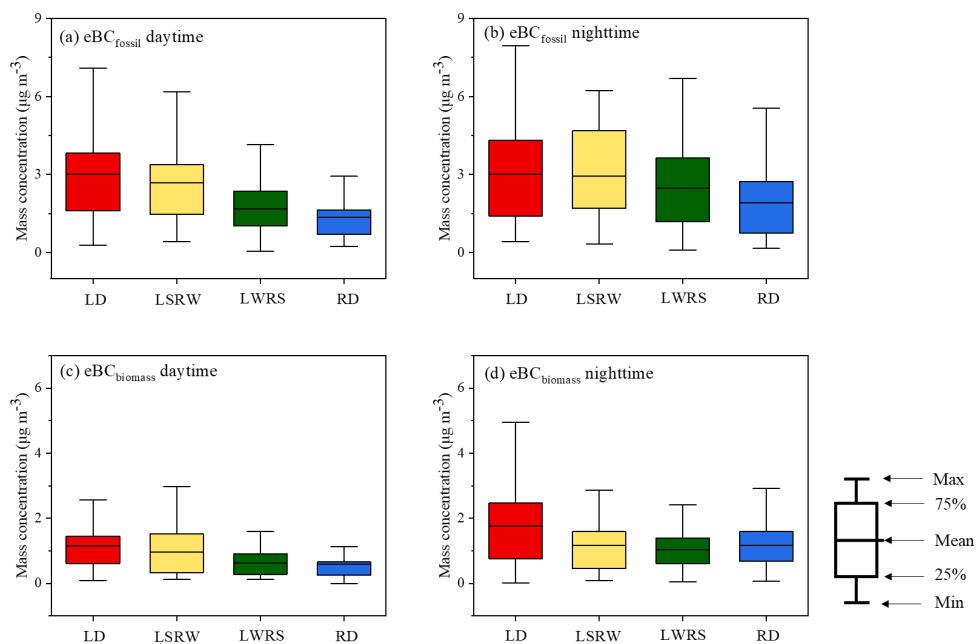 (a) eBCfossil daytime
Mass concentration (μg m-3)
9
6
3
0
LD LSRW LWRS RD
(b) eBCfossil nighttime
Mass concentration (μg m-3)
9
6
3
0
LD LSRW LWRS RD
(c) eBCbiomass daytime
Mass concentration (μg m-3)
6
4
2
0
LD LSRW LWRS RD
(d) eBCbiomass nighttime
Mass concentration (μg m-3)
6
4
2
0
LD LSRW LWRS RD
Max
75%
Mean
25%
Min